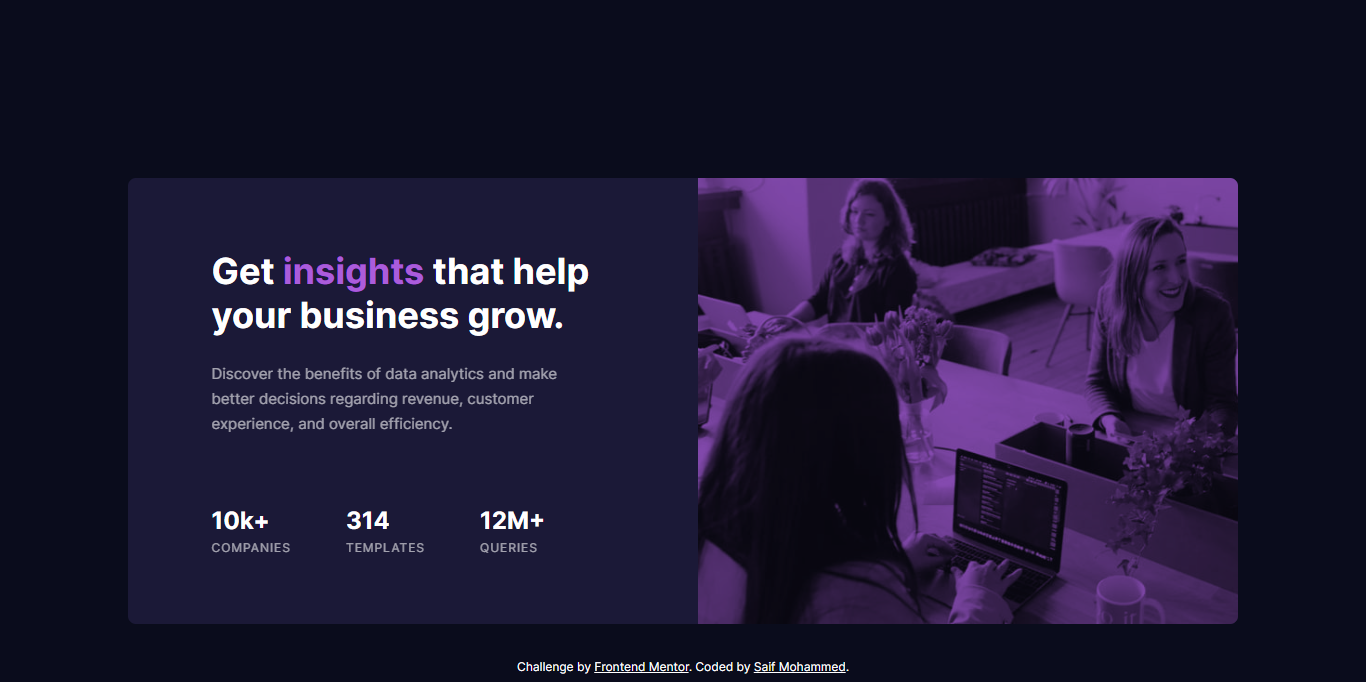 Get insights that help
your business grow.
Discover the benefits of data analytics and make
better decisions regarding revenue, customer
experience, and overall efficiency.
10k+ 314 12M+
COMPANIES TEMPLATES QUERIES
Challenge by Frontend Mentor. Coded by Saif Mohammed.